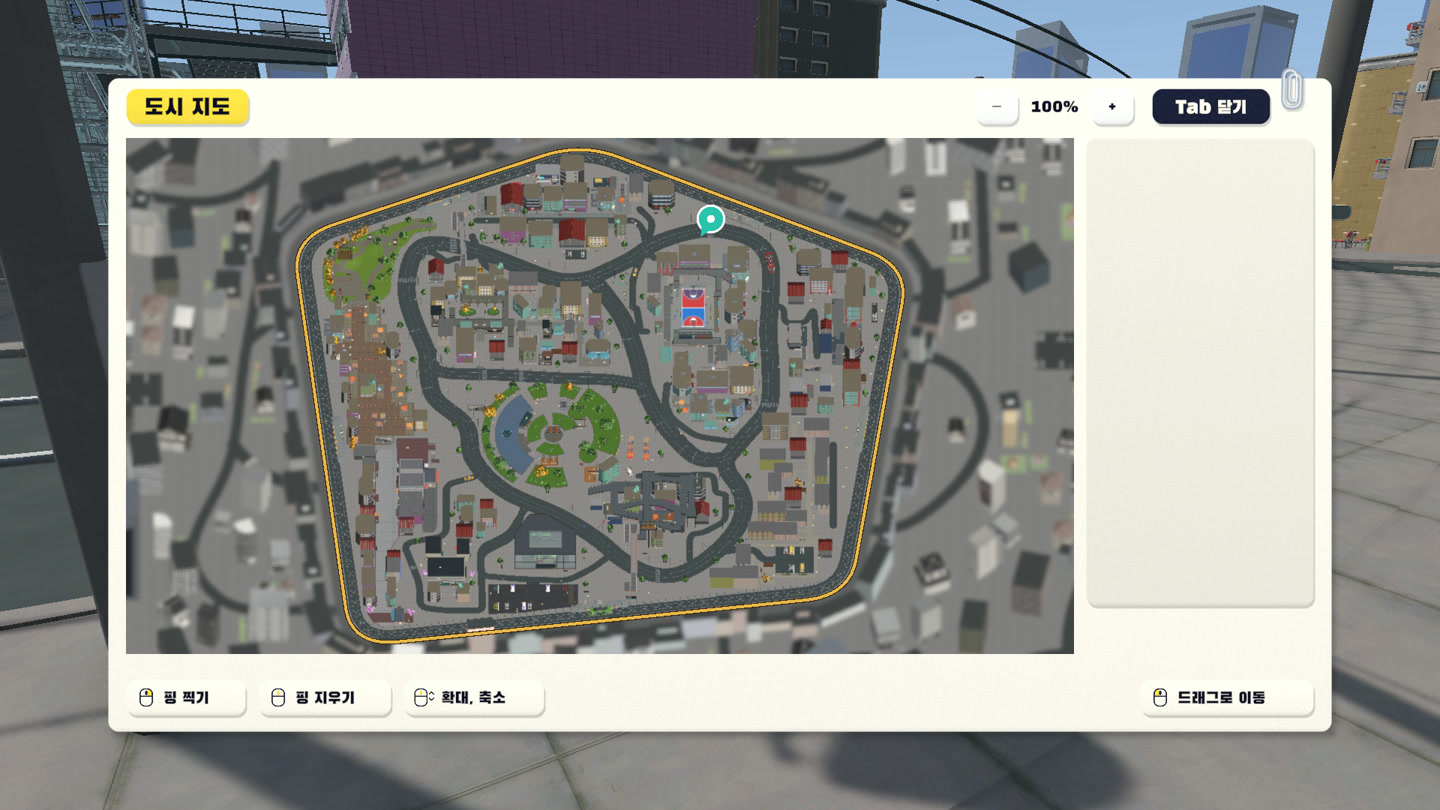 도시 지도
− 100% +
Tab 닫기
핑 찍기
핑 지우기
확대, 축소
드래그로 이동